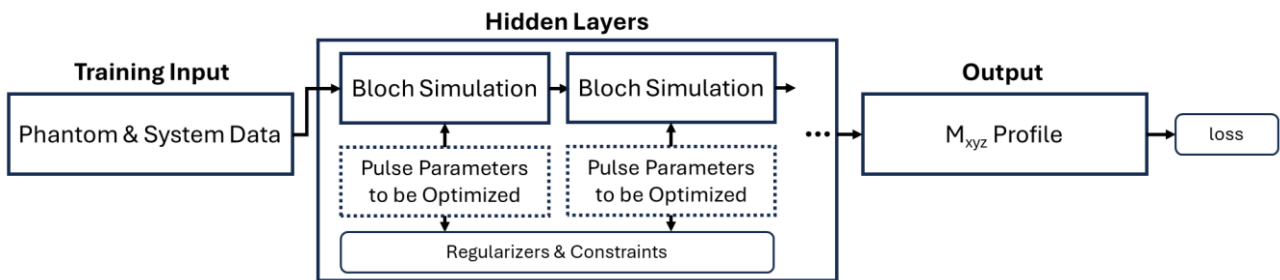 Hidden Layers
Training Input
Phantom & System Data
Bloch Simulation
Bloch Simulation
Pulse Parameters
to be Optimized
Pulse Parameters
to be Optimized
Regularizers & Constraints
...
Output
Mxyz Profile
loss